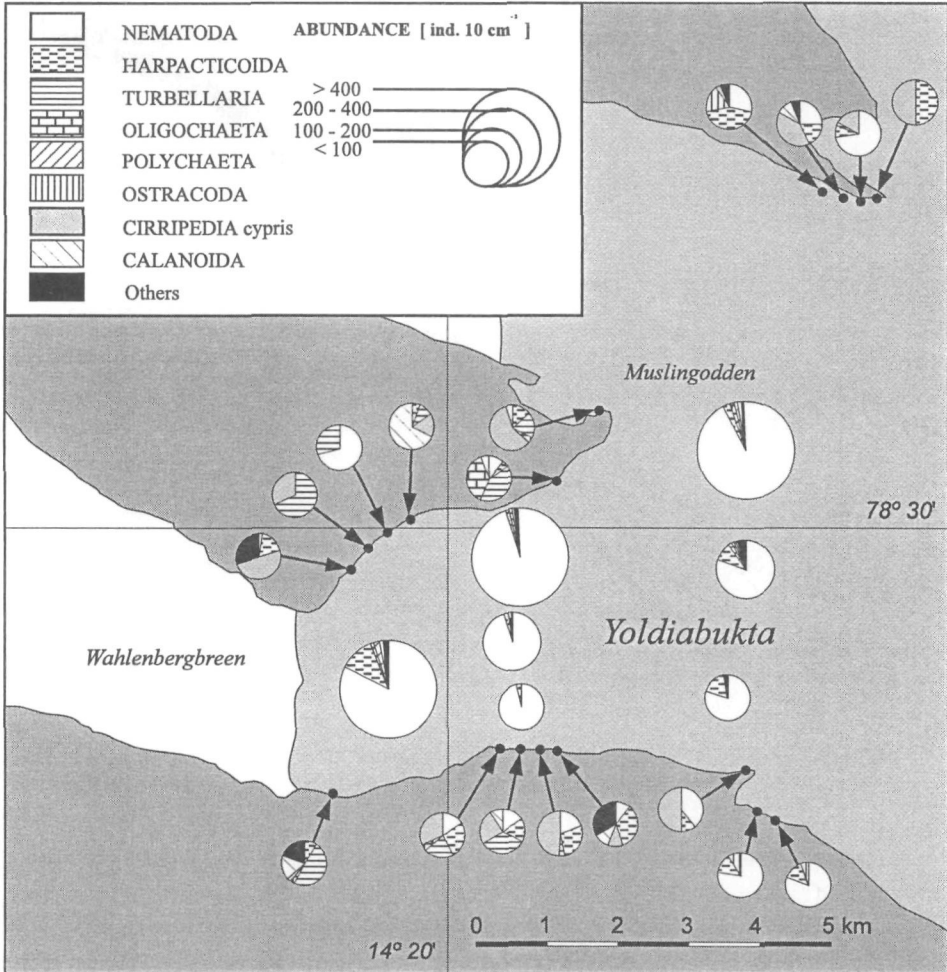 NEMATODA
HARPACTICOIDA
TURBELLARIA
OLIGOCHAETA
POLYCHAETA
OSTRACODA
CIRRIPEDIA cypris
CALANOIDA
Others
ABUNDANCE [ ind. 10 cm⁻³ ]
> 400
200 - 400
100 - 200
< 100
Muslingodden
78° 30'
Yoldiabukta
Wahlenbergbreen
0 1 2 3 4 5 km
14° 20'